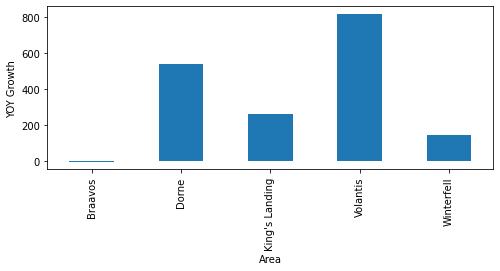 800
600
400
200
0
YOY Growth
Braavos
Dorne
King's Landing
Volantis
Winterfell
Area